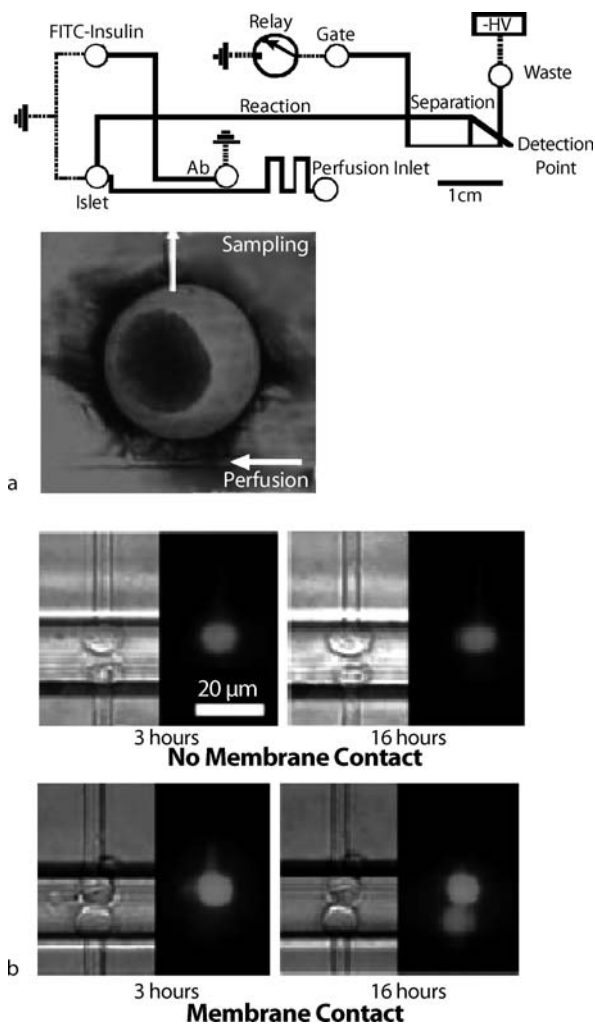 FITC-Insulin
Relay
Gate
-HV
Waste
Reaction
Separation
Detection
Point
Ab
Perfusion Inlet
Islet
1cm
Sampling
Perfusion
a
20 μm
3 hours
16 hours
No Membrane Contact
b
3 hours
16 hours
Membrane Contact